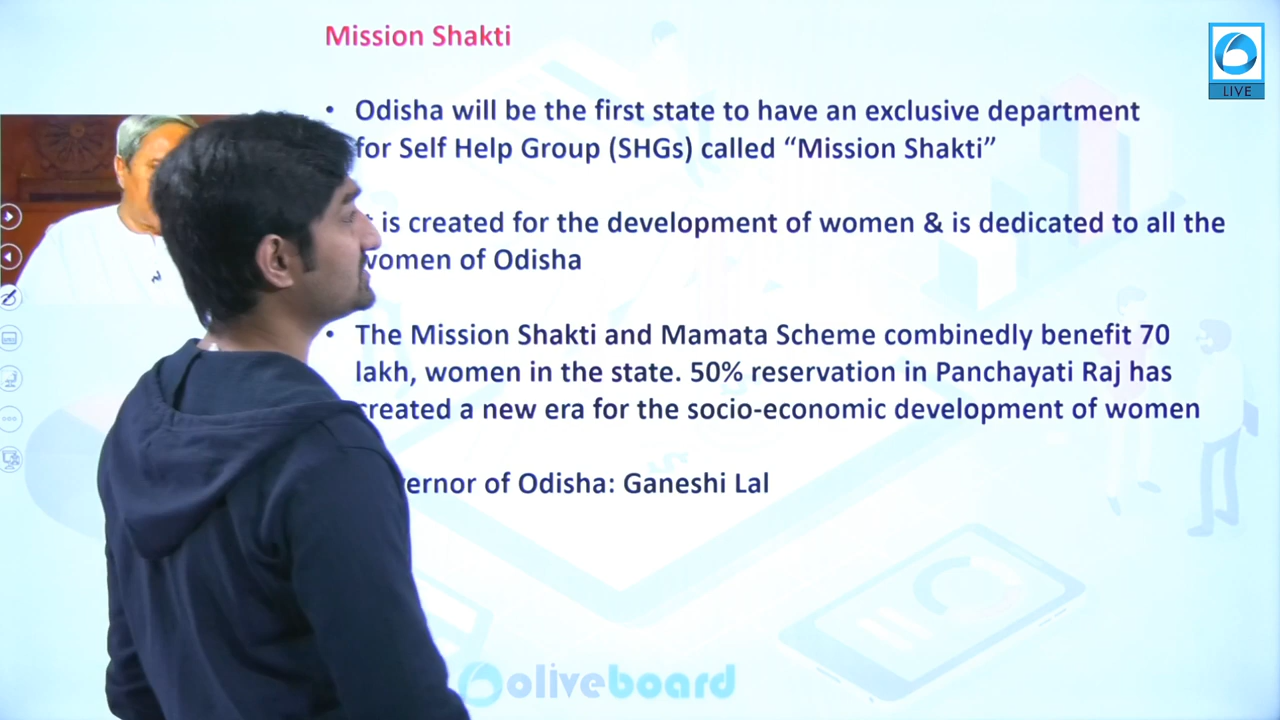 Mission Shakti
LIVE
• Odisha will be the first state to have an exclusive department
for Self Help Group (SHGs) called “Mission Shakti”
is created for the development of women & is dedicated to all the
women of Odisha
• The Mission Shakti and Mamata Scheme combinedly benefit 70
lakh, women in the state. 50% reservation in Panchayati Raj has
created a new era for the socio-economic development of women
of Odisha: Ganeshi Lal
oliveboard